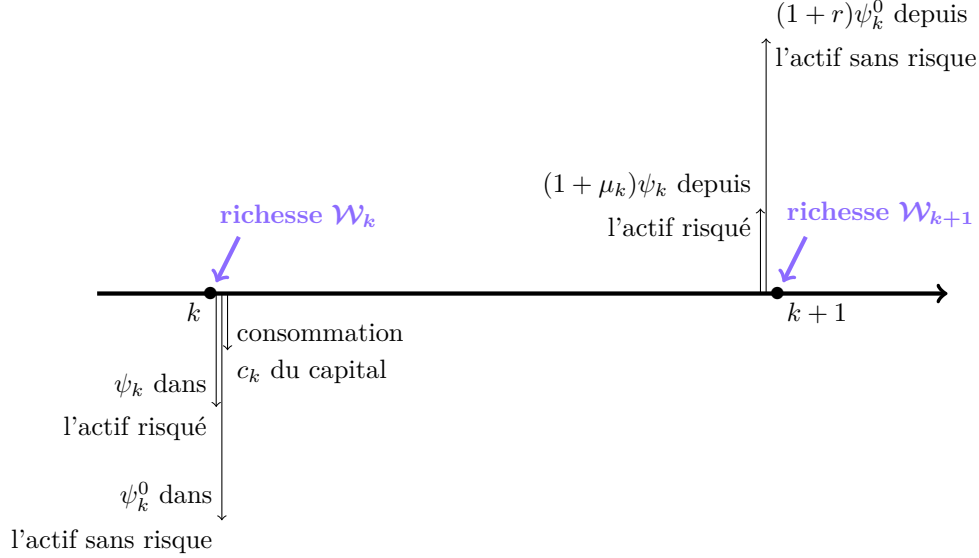 (1 + r)ψ_k^0 depuis
l'actif sans risque
(1 + μ_k)ψ_k depuis
l'actif risqué
richesse 𝒲_k
richesse 𝒲_{k+1}
k
k + 1
consommation
c_k du capital
ψ_k dans
l'actif risqué
ψ_k^0 dans
l'actif sans risque